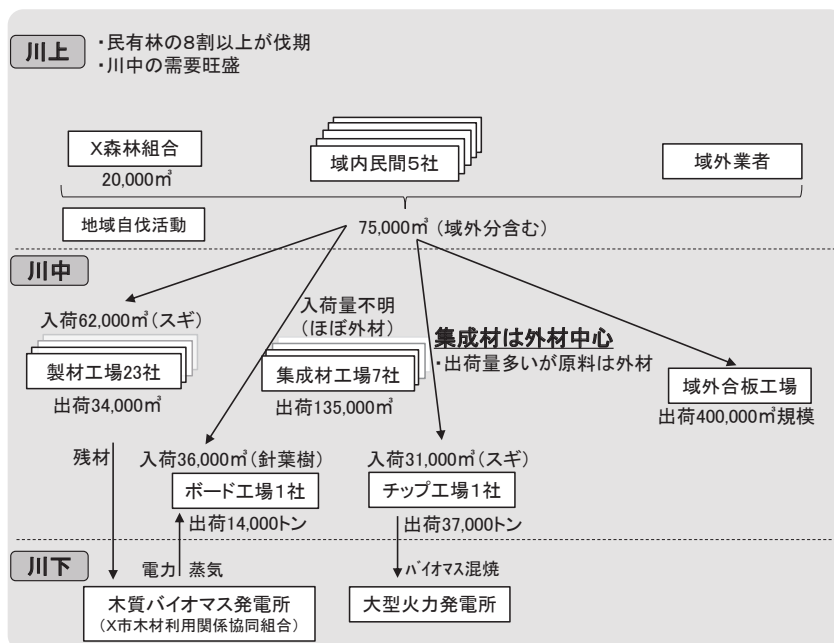 川上
・民有林の8割以上が伐期
・川中の需要旺盛
X森林組合
20,000㎥
域内民間5社
域外業者
地域自伐活動
75,000㎥(域外分含む)
川中
入荷62,000㎥(スギ)
製材工場23社
出荷34,000㎥
入荷量不明
(ほぼ外材)
集成材工場7社
出荷135,000㎥
集成材は外材中心
・出荷量多いが原料は外材
域外合板工場
出荷400,000㎥規模
残材
入荷36,000㎥(針葉樹)
ボード工場1社
出荷14,000トン
入荷31,000㎥(スギ)
チップ工場1社
出荷37,000トン
川下
電力 蒸気
バイオマス混焼
木質バイオマス発電所
(X市木材利用関係協同組合)
大型火力発電所